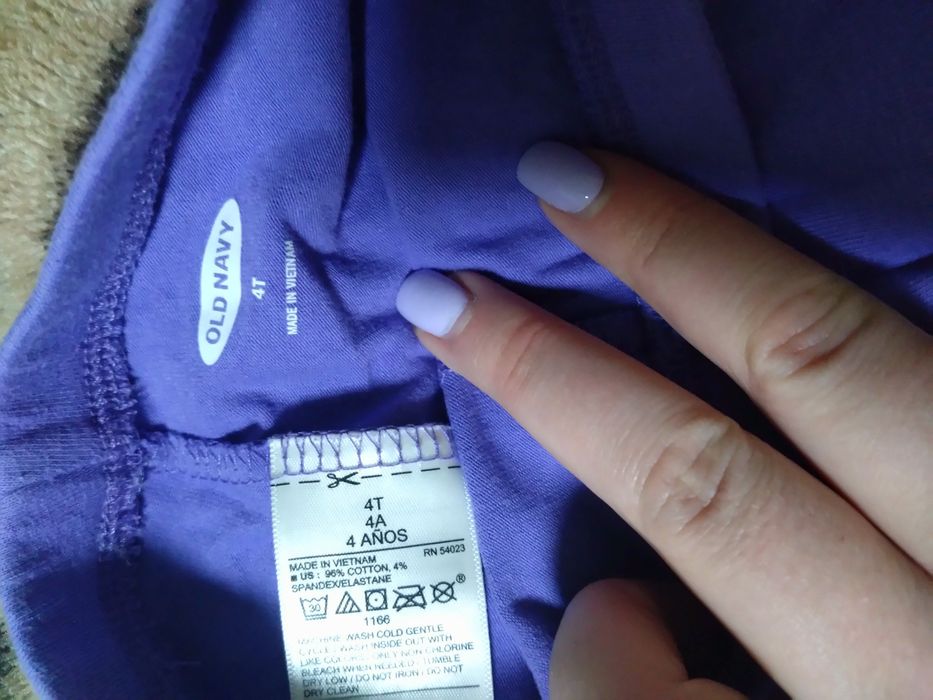 OLD NAVY
4T
MADE IN VIETNAM
4T
4A
4 AÑOS
MADE IN VIETNAM RN 54023
US : 96% COTTON, 4%
SPANDEX/ELASTANE
30
®
1166
MACHINE WASH COLD GENTLE
CYCLE / WASH INSIDE OUT WITH
LIKE COLORS / ONLY NON-CHLORINE
BLEACH WHEN NEEDED / TUMBLE
DRY LOW / DO NOT IRON / DO NOT
DRY CLEAN